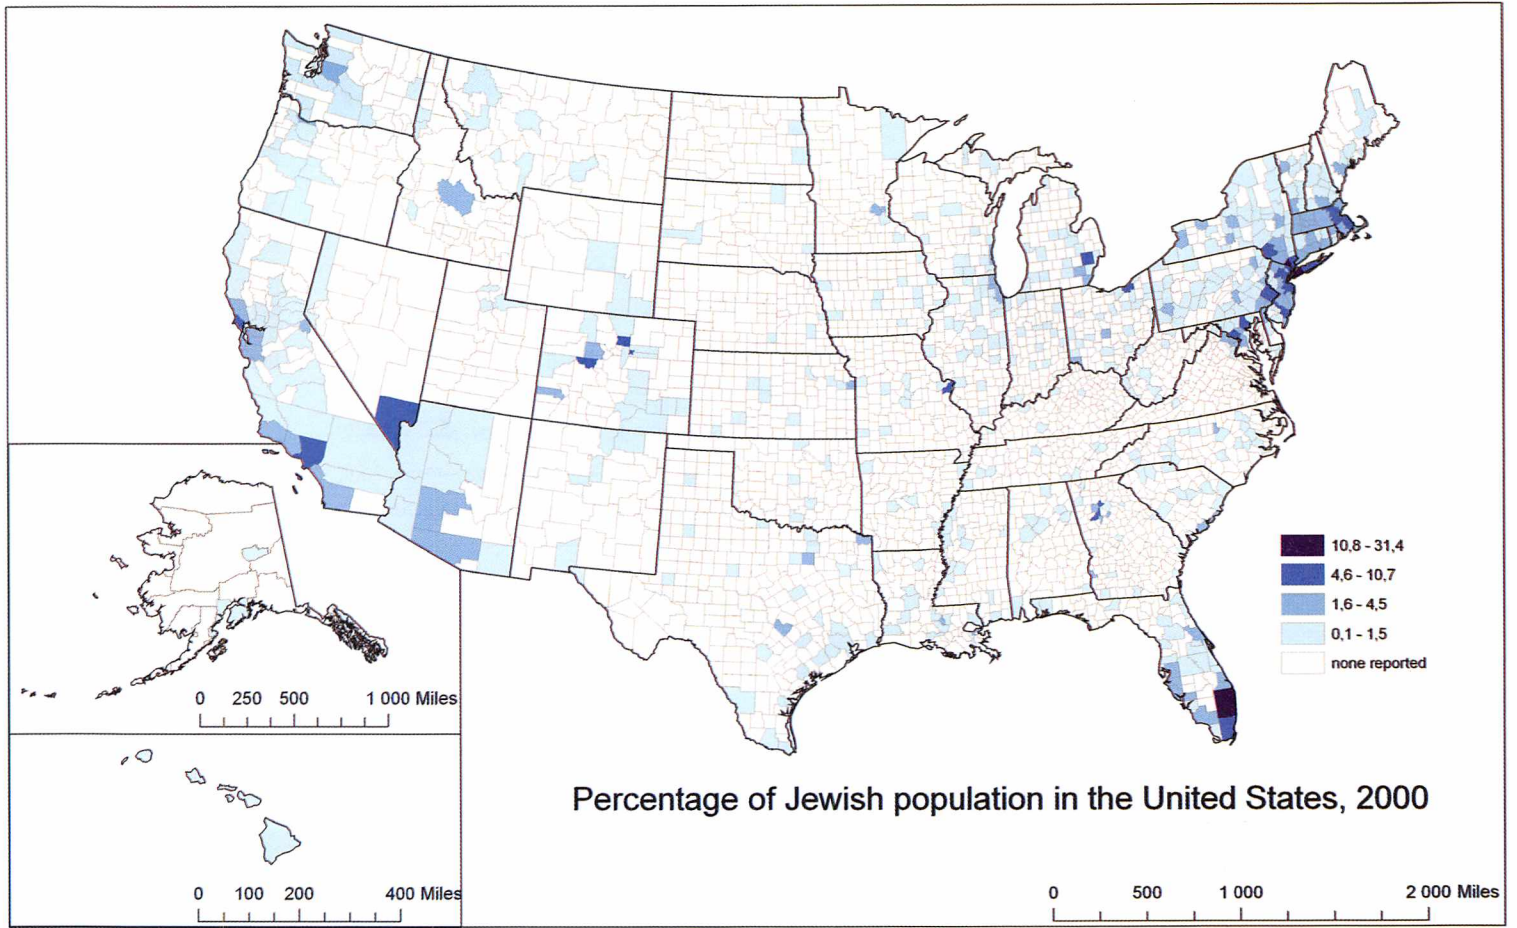 10,8 - 31,4
4,6 - 10,7
1,6 - 4,5
0,1 - 1,5
none reported
0 250 500 1 000 Miles
Percentage of Jewish population in the United States, 2000
0 100 200 400 Miles
0 500 1 000 2 000 Miles